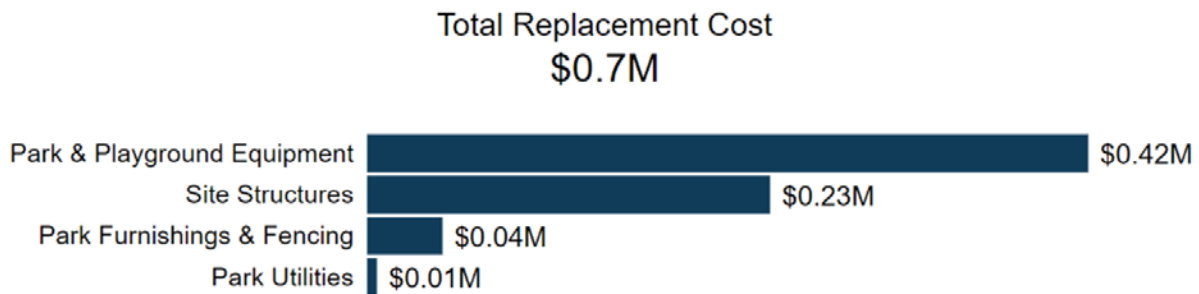 Total Replacement Cost
$0.7M
Park & Playground Equipment $0.42M
Site Structures $0.23M
Park Furnishings & Fencing $0.04M
Park Utilities $0.01M